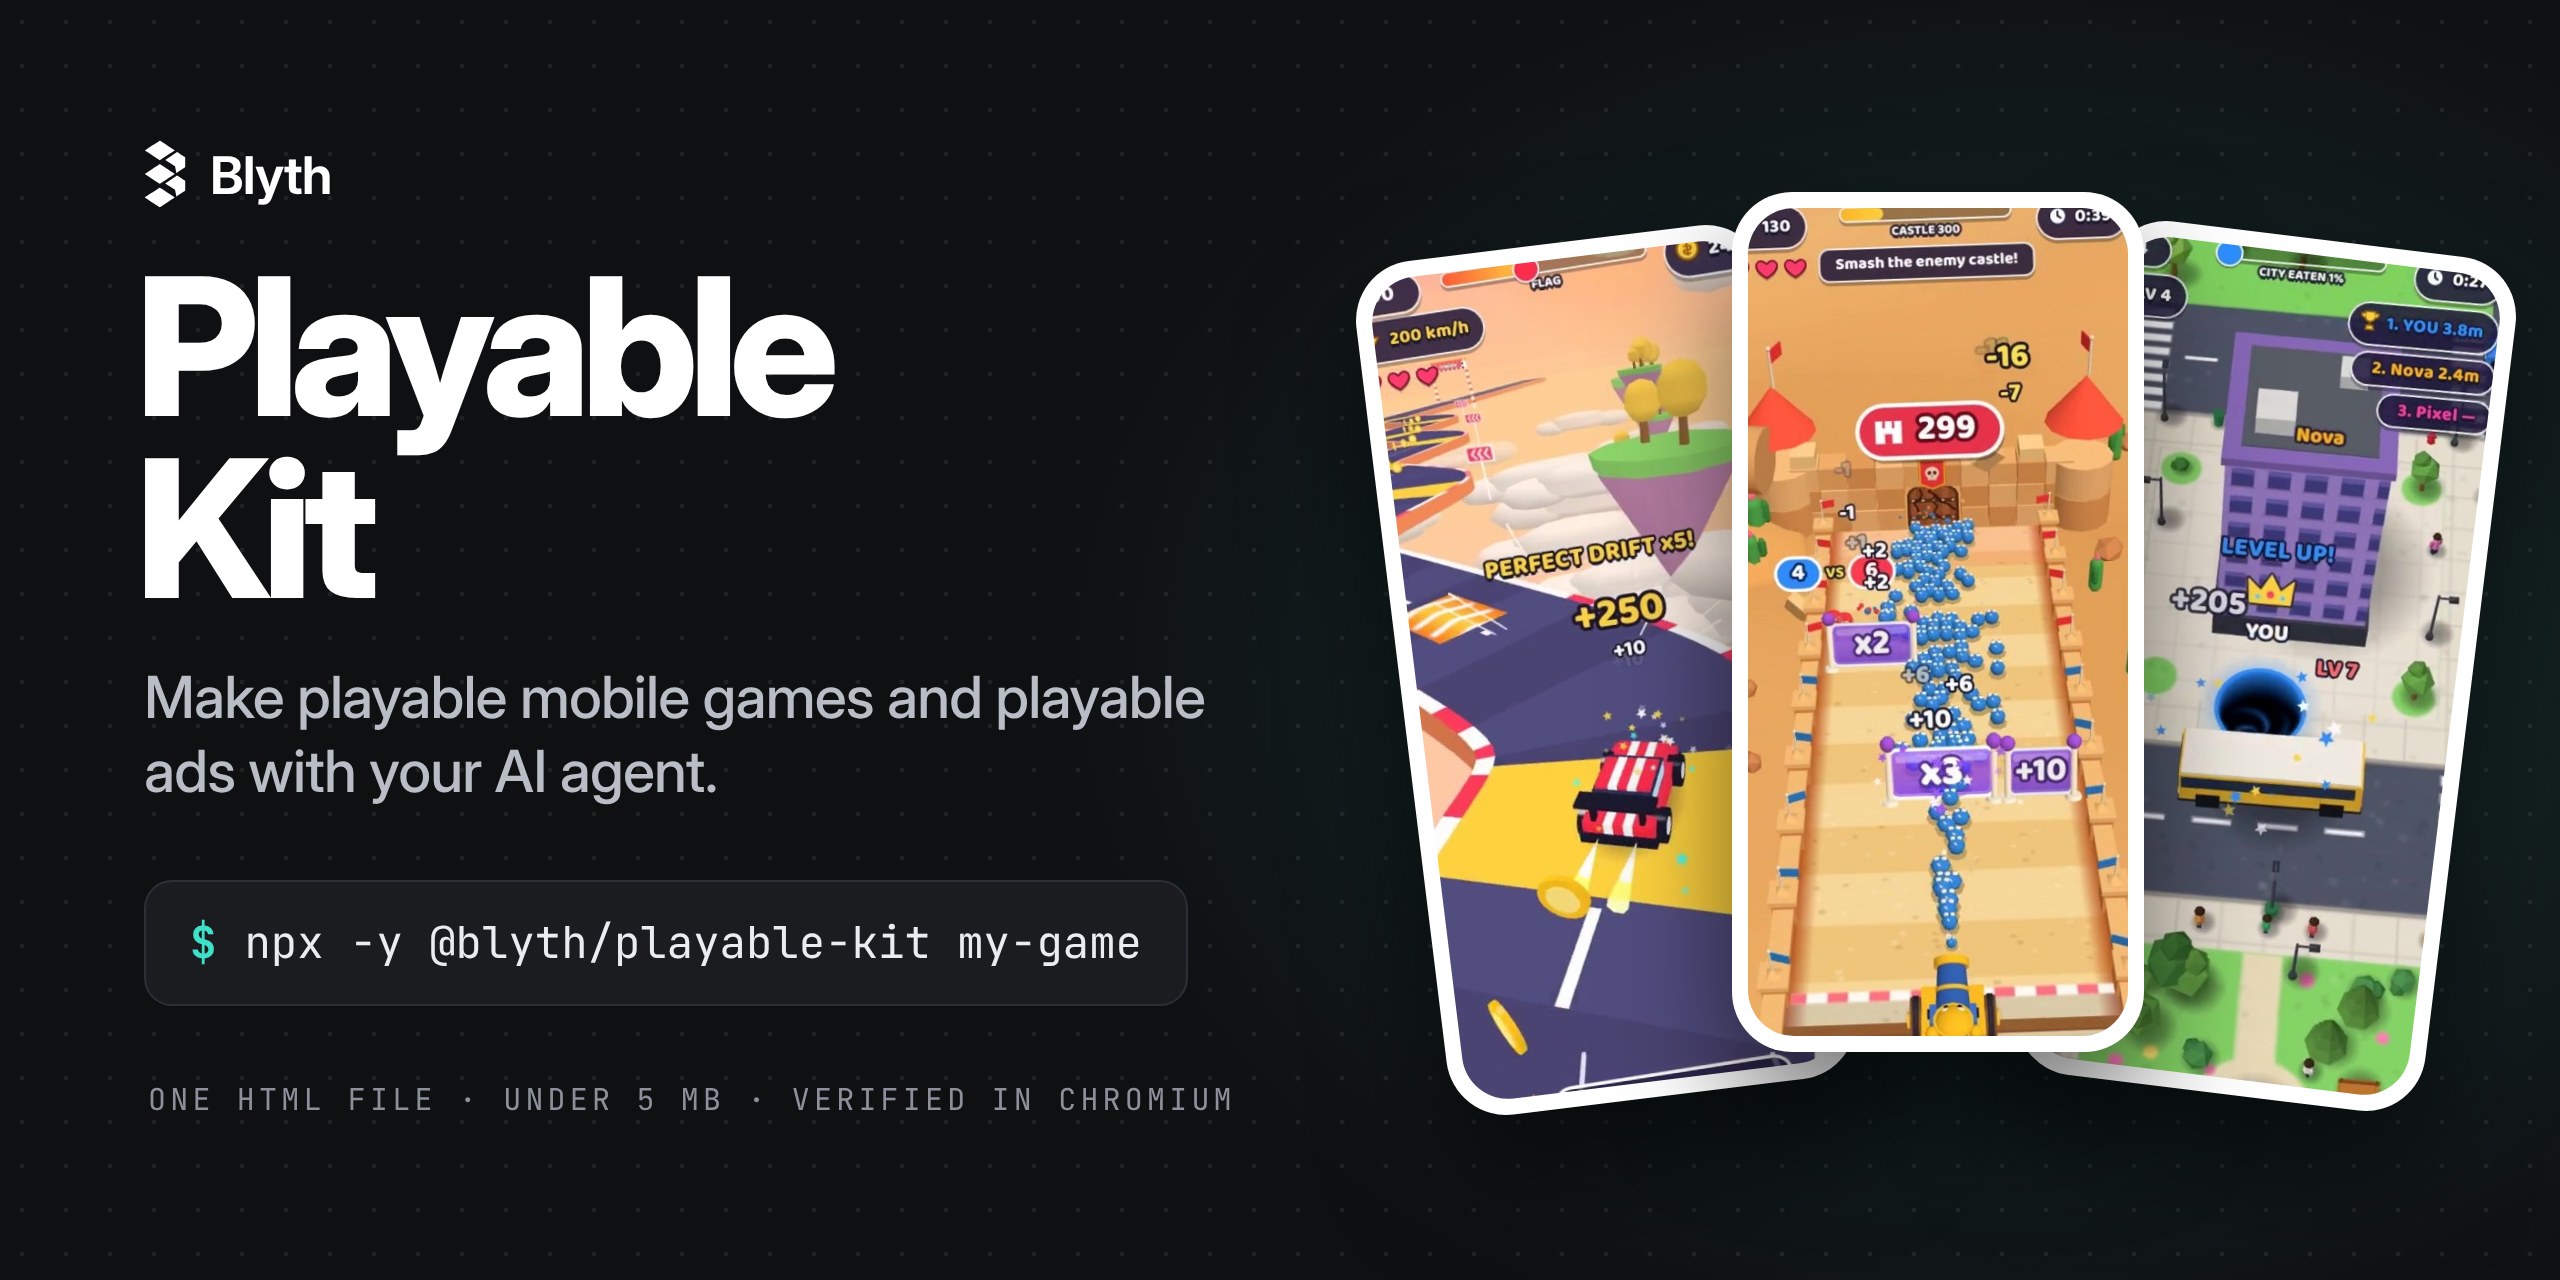 Blyth
Playable
Kit
Make playable mobile games and playable
ads with your AI agent.
$ npx -y @blyth/playable-kit my-game
ONE HTML FILE · UNDER 5 MB · VERIFIED IN CHROMIUM
FLAG
200 km/h
PERFECT DRIFT x5!
+250
+10
130
CASTLE 300
Smash the enemy castle!
-16
-7
299
-1
-1
+2
4 VS 6
+2
x2
+6 +6
+10
x3 +10
CITY EATEN 1%
1. YOU 3.8m
2. Nova 2.4m
3. Pixel —
Nova
LEVEL UP!
+205
YOU
LV 7